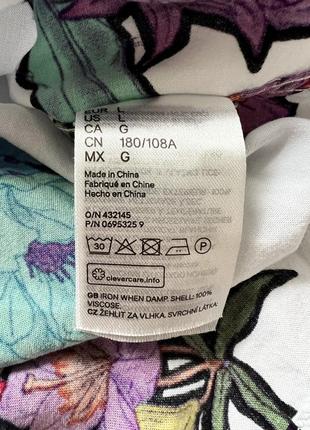 EUR L
US L
CA G
CN 180/108A
MX G
Made in China
Fabriqué en Chine
Hecho en China
O/N 432145
P/N 0695325 9
30 P
clevercare.info
GB IRON WHEN DAMP. SHELL: 100%
VISCOSE.
CZ ŽEHLIT ZA VLHKA. SVRCHNÍ LÁTKA: